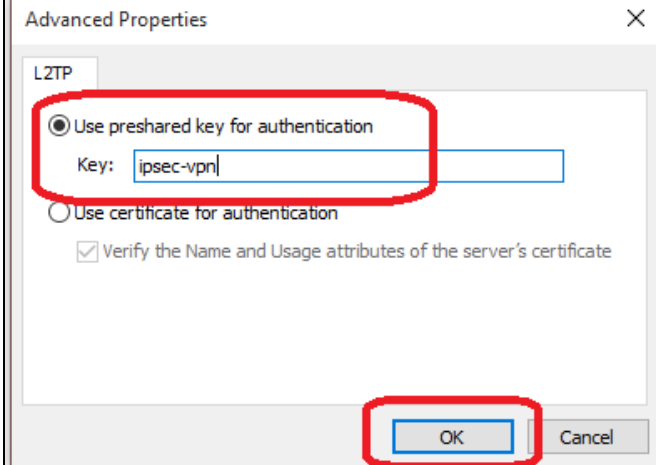 Advanced Properties
L2TP
Use preshared key for authentication
Key: ipsec-vpn
Use certificate for authentication
Verify the Name and Usage attributes of the server's certificate
OK Cancel